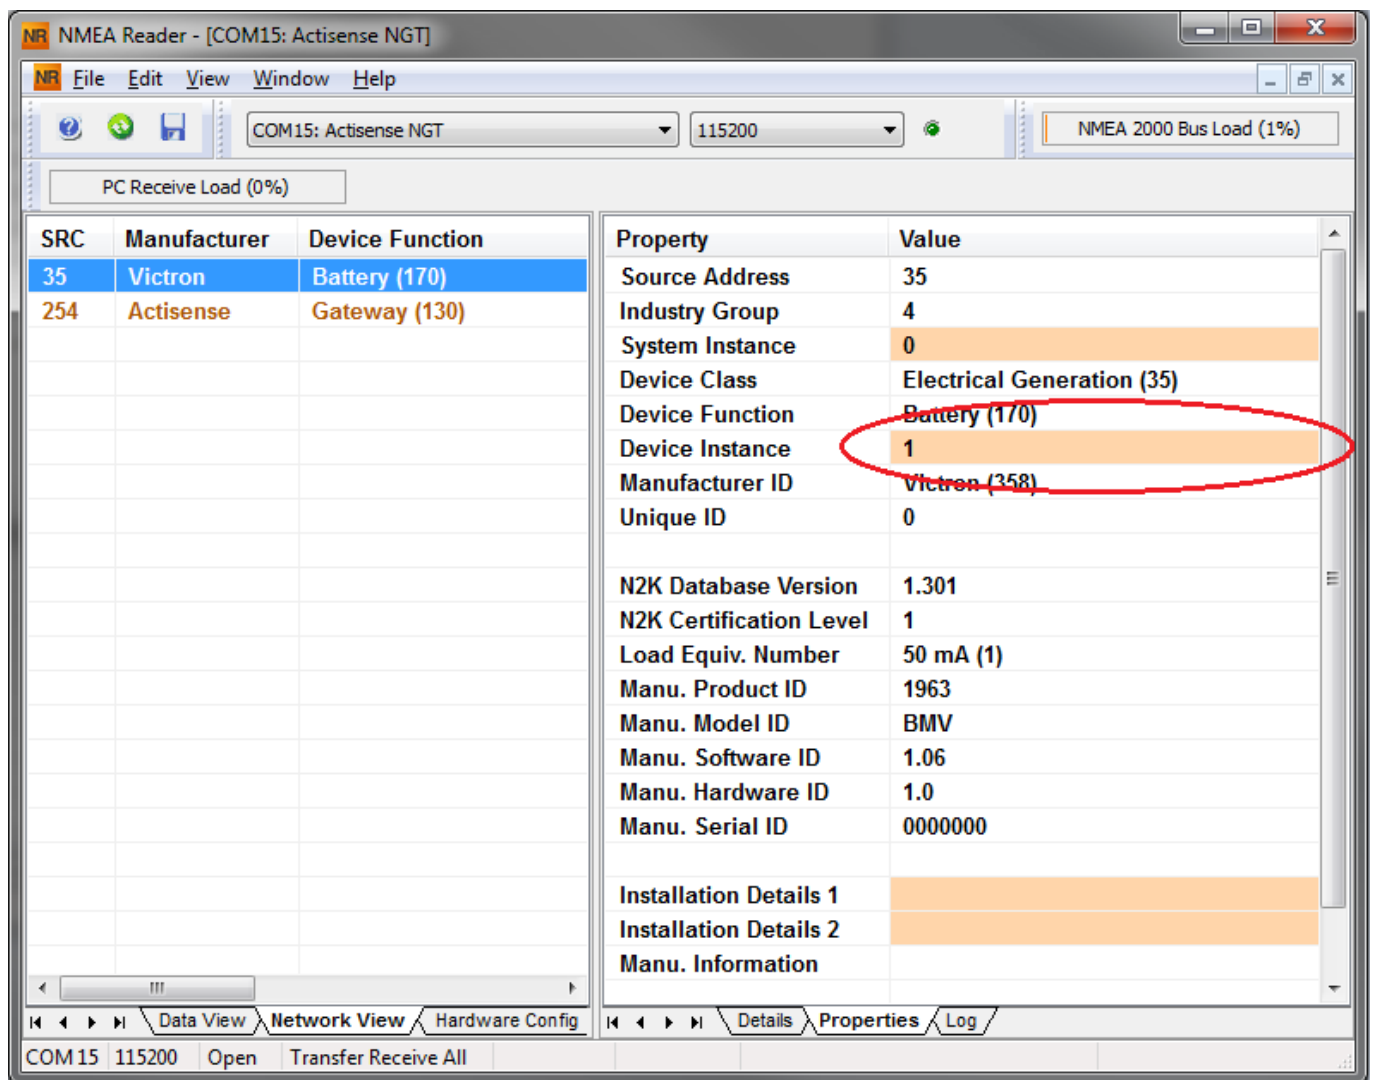 NR NMEA Reader - [COM15: Actisense NGT]
NR File Edit View Window Help
COM15: Actisense NGT 115200 NMEA 2000 Bus Load (1%)
PC Receive Load (0%)
SRC Manufacturer Device Function
35 Victron Battery (170)
254 Actisense Gateway (130)
Property Value
Source Address 35
Industry Group 4
System Instance 0
Device Class Electrical Generation (35)
Device Function Battery (170)
Device Instance 1
Manufacturer ID Victron (358)
Unique ID 0
N2K Database Version 1.301
N2K Certification Level 1
Load Equiv. Number 50 mA (1)
Manu. Product ID 1963
Manu. Model ID BMV
Manu. Software ID 1.06
Manu. Hardware ID 1.0
Manu. Serial ID 0000000
Installation Details 1
Installation Details 2
Manu. Information
Data View Network View Hardware Config
Details Properties Log
COM 15 115200 Open Transfer Receive All